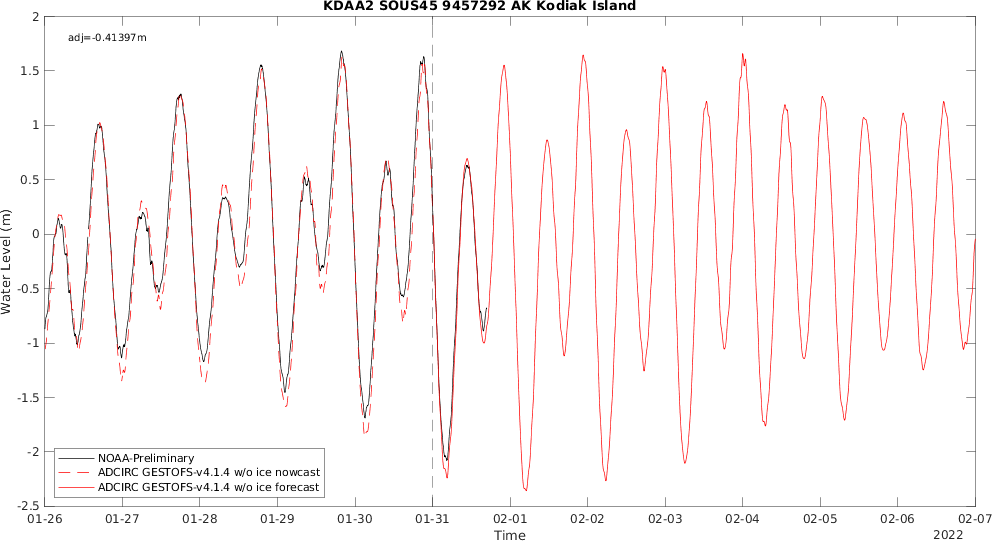 KDAA2 SOUS45 9457292 AK Kodiak Island
adj=-0.41397m
Water Level (m)
2
1.5
1
0.5
0
-0.5
-1
-1.5
-2
-2.5
NOAA-Preliminary
ADCIRC GESTOFS-v4.1.4 w/o ice nowcast
ADCIRC GESTOFS-v4.1.4 w/o ice forecast
01-26 01-27 01-28 01-29 01-30 01-31 02-01 02-02 02-03 02-04 02-05 02-06 02-07
Time
2022